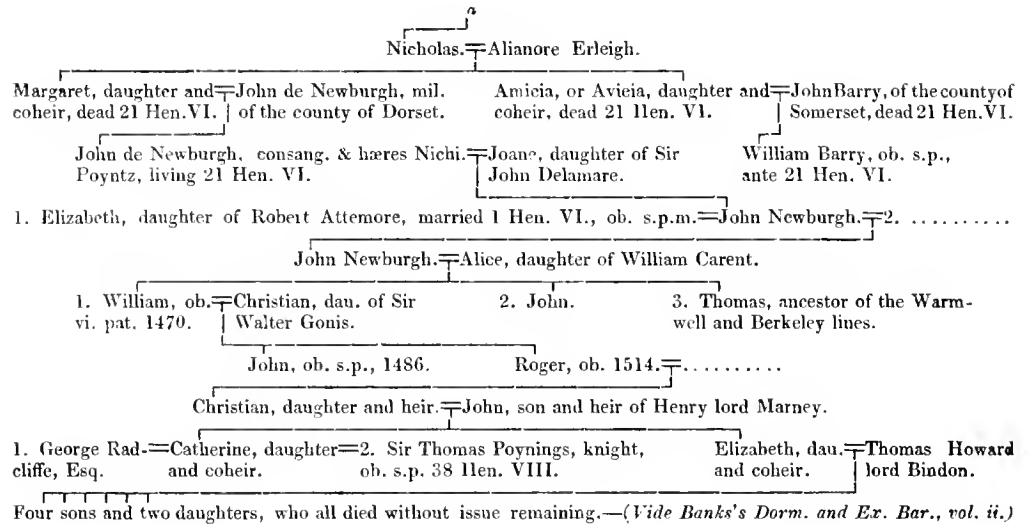 a
Nicholas.=Alianore Erleigh.
Margaret, daughter and=John de Newburgh, mil. Amicia, or Avieia, daughter and=John Barry, of the countyof
coheir, dead 21 Hen. VI. of the county of Dorset. coheir, dead 21 Hen. VI. Somerset, dead 21 Hen. VI.
John de Newburgh, consang. & hæres Nichi.=Joane, daughter of Sir William Barry, ob. s.p.,
Poyntz, living 21 Hen. VI. John Delamare. ante 21 Hen. VI.
1. Elizabeth, daughter of Robert Attemore, married 1 Hen. VI., ob. s.p.m.=John Newburgh.=2. ..........
John Newburgh.=Alice, daughter of William Carent.
1. William, ob.=Christian, dau. of Sir 2. John. 3. Thomas, ancestor of the Warm-
vi. pat. 1470. Walter Gonis. well and Berkeley lines.
John, ob. s.p., 1486. Roger, ob. 1514.=..........
Christian, daughter and heir.=John, son and heir of Henry lord Marney.
1. George Rad-=Catherine, daughter=2. Sir Thomas Poynings, knight, Elizabeth, dau.=Thomas Howard
cliffe, Esq. and coheir. ob. s.p. 38 Hen. VIII. and coheir. lord Bindon.
Four sons and two daughters, who all died without issue remaining.—(Vide Banks's Dorm. and Ex. Bar., vol. ii.)